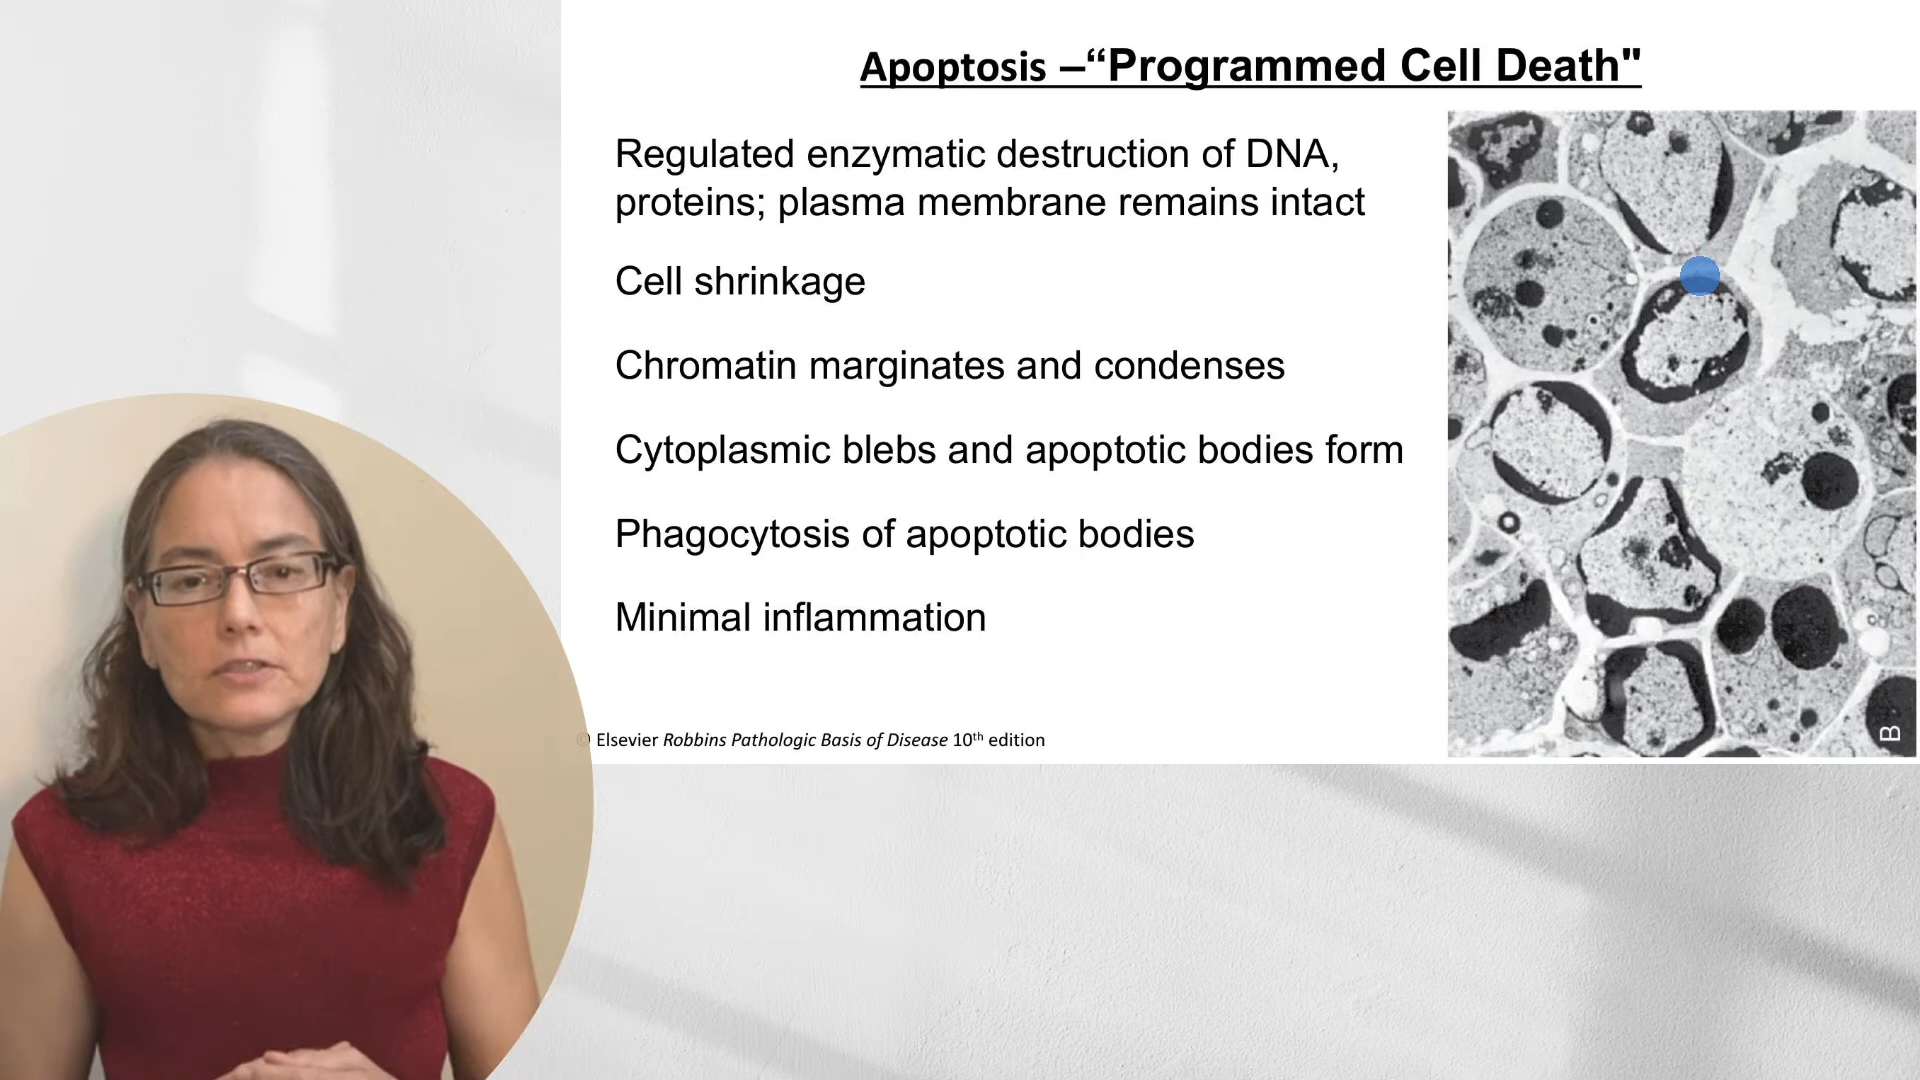 Apoptosis –“Programmed Cell Death"
Regulated enzymatic destruction of DNA,
proteins; plasma membrane remains intact
Cell shrinkage
Chromatin marginates and condenses
Cytoplasmic blebs and apoptotic bodies form
Phagocytosis of apoptotic bodies
Minimal inflammation
© Elsevier Robbins Pathologic Basis of Disease 10th edition
B